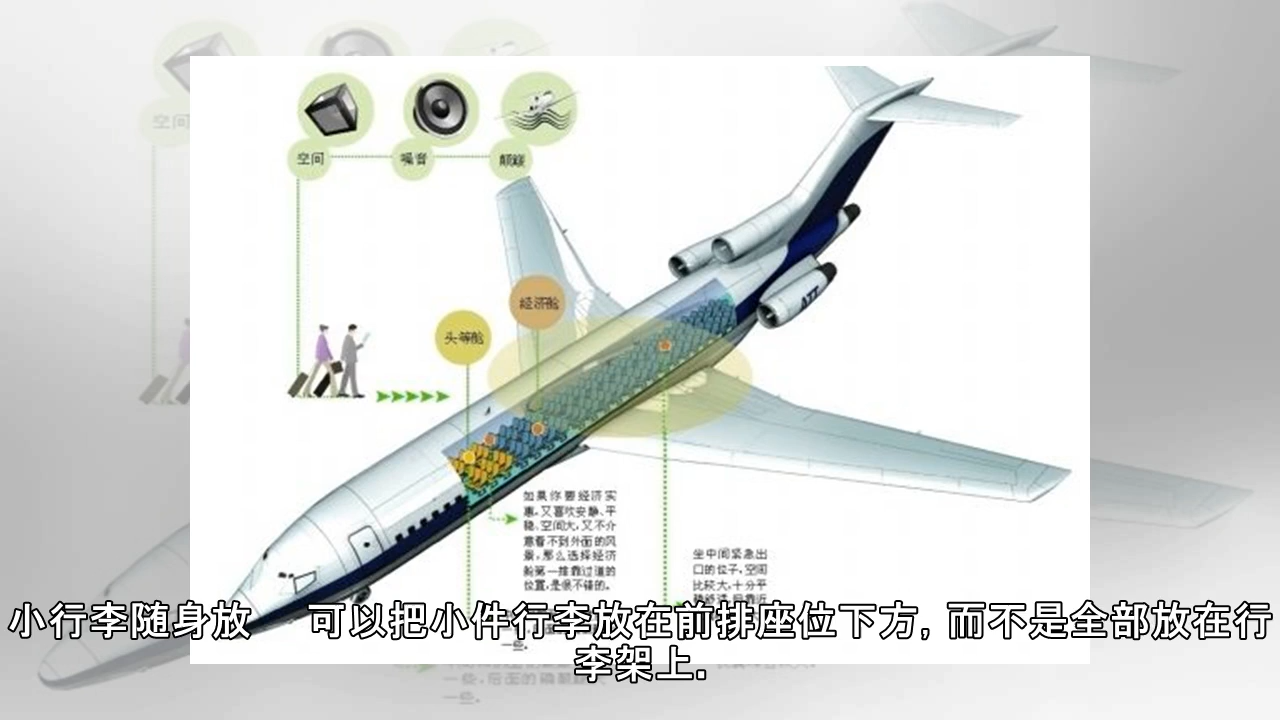 空间
噪音
颠簸
经济舱
头等舱
如果你要经济实
惠,又喜欢安静、平
稳、空间大,又不介
意看不到外面的风
景,那么选择经济
舱第一排靠过道的
位置,是很不错的。
坐中间紧急出
口的位子,空间
比较大,十分平
小行李随身放 可以把小件行李放在前排座位下方, 而不是全部放在行
李架上.
一些.